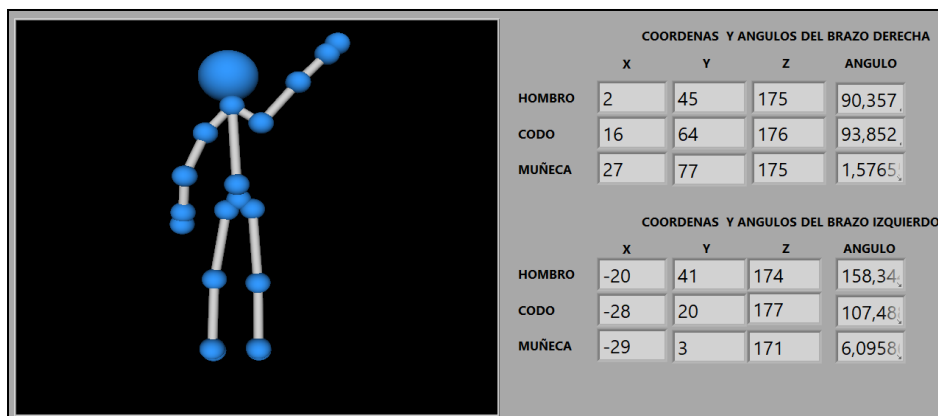 COORDENAS Y ANGULOS DEL BRAZO DERECHA
X Y Z ANGULO
HOMBRO 2 45 175 90,357
CODO 16 64 176 93,852
MUÑECA 27 77 175 1,5765
COORDENAS Y ANGULOS DEL BRAZO IZQUIERDO
X Y Z ANGULO
HOMBRO -20 41 174 158,34
CODO -28 20 177 107,48
MUÑECA -29 3 171 6,0958